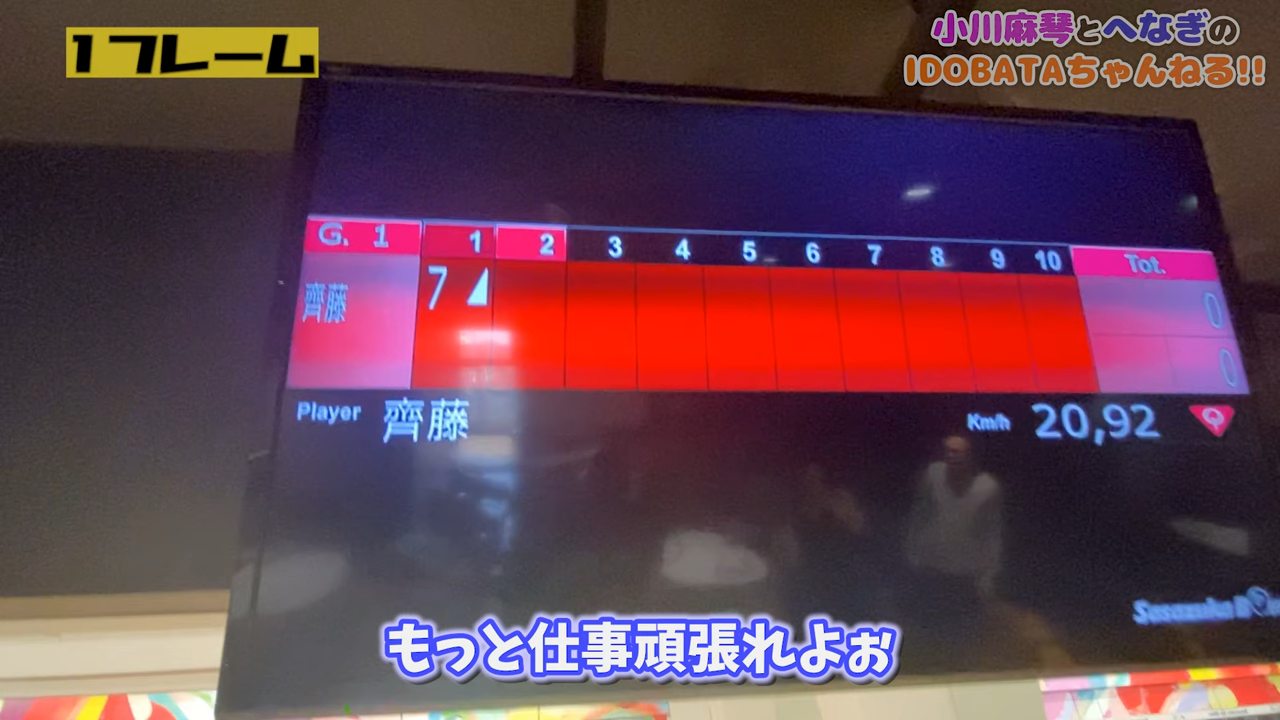 1フレーム
小川麻琴とへなぎの
IDOBATAちゃんねる!!
G. 1 1 2 3 4 5 6 7 8 9 10 Tot.
齊藤 7 0
0
Player 齊藤 Km/h 20,92
もっと仕事頑張れよぉ